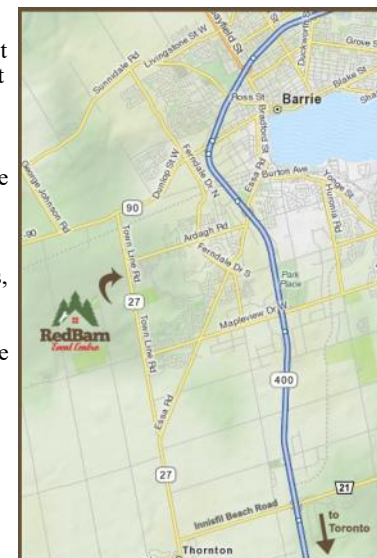 t
t
e
s,
e
Bayfield St
Livingstone St W
Duckworth St
Grove S
Sunnidale Rd
Blake St
Ross St
Barrie
Sha
Bradford St
Ferndale Dr N
Dunlop St W
Essa Rd
Burton Ave
Yonge St
Huronia Rd
George Johnson Rd
90
-90
Town Line Rd
Ardagh Rd
Ferndale Dr S
Park
Place
27
Mapleview Dr W
RedBarn
Event Centre
Town Line Rd
400
Essa Rd
27
21
Innisfil Beach Road
to
Toronto
Thornton